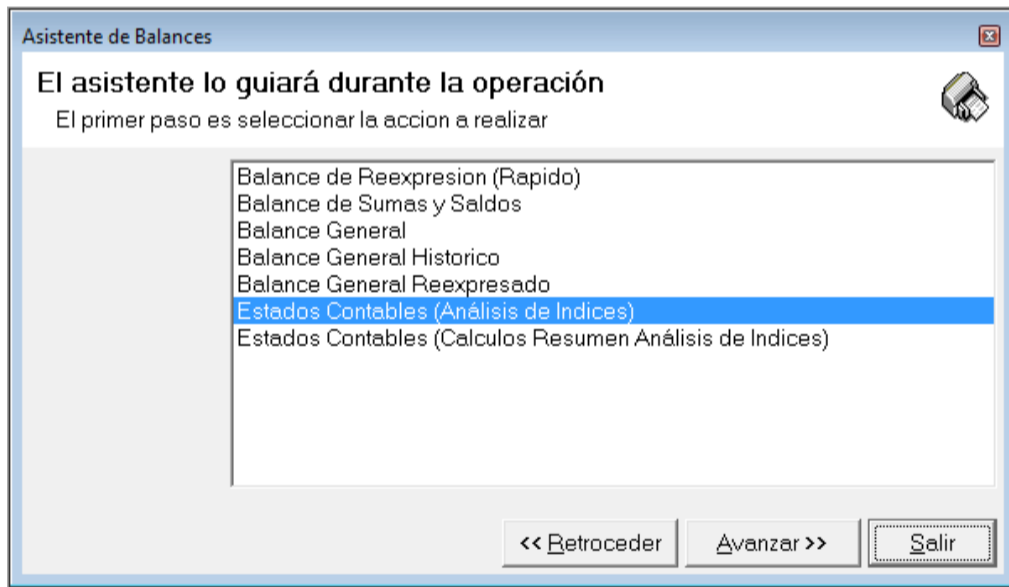 Asistente de Balances
El asistente lo guiará durante la operación
El primer paso es seleccionar la accion a realizar
Balance de Reexpresion (Rapido)
Balance de Sumas y Saldos
Balance General
Balance General Historico
Balance General Reexpresado
Estados Contables (Análisis de Indices)
Estados Contables (Calculos Resumen Análisis de Indices)
<< Retroceder
Avanzar >>
Salir